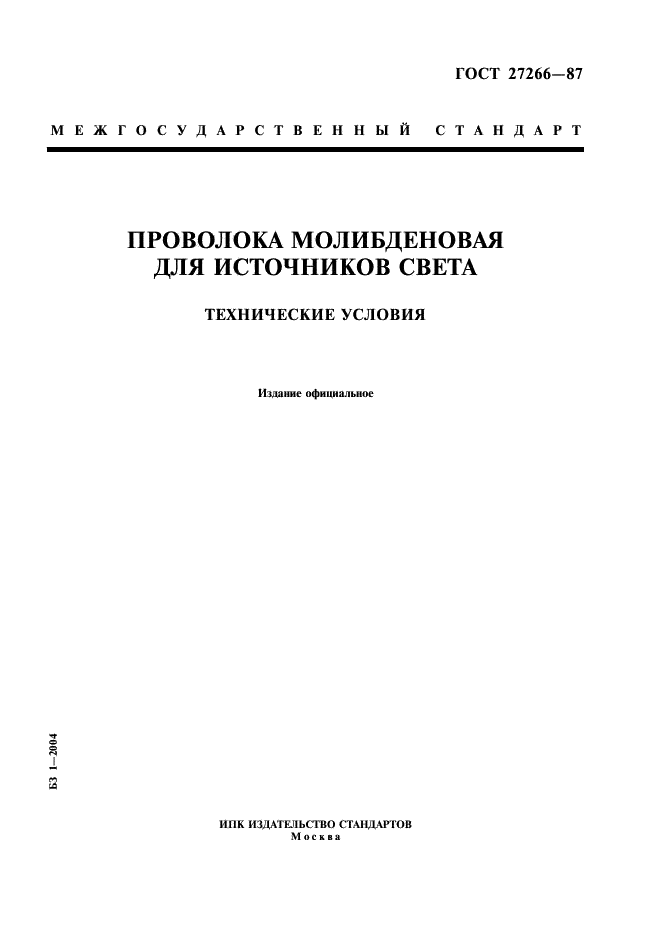 ГОСТ 27266—87
МЕЖГОСУДАРСТВЕННЫЙ СТАНДАРТ
ПРОВОЛОКА МОЛИБДЕНОВАЯ
ДЛЯ ИСТОЧНИКОВ СВЕТА
ТЕХНИЧЕСКИЕ УСЛОВИЯ
Издание официальное
БЗ 1—2004
ИПК ИЗДАТЕЛЬСТВО СТАНДАРТОВ
Москва